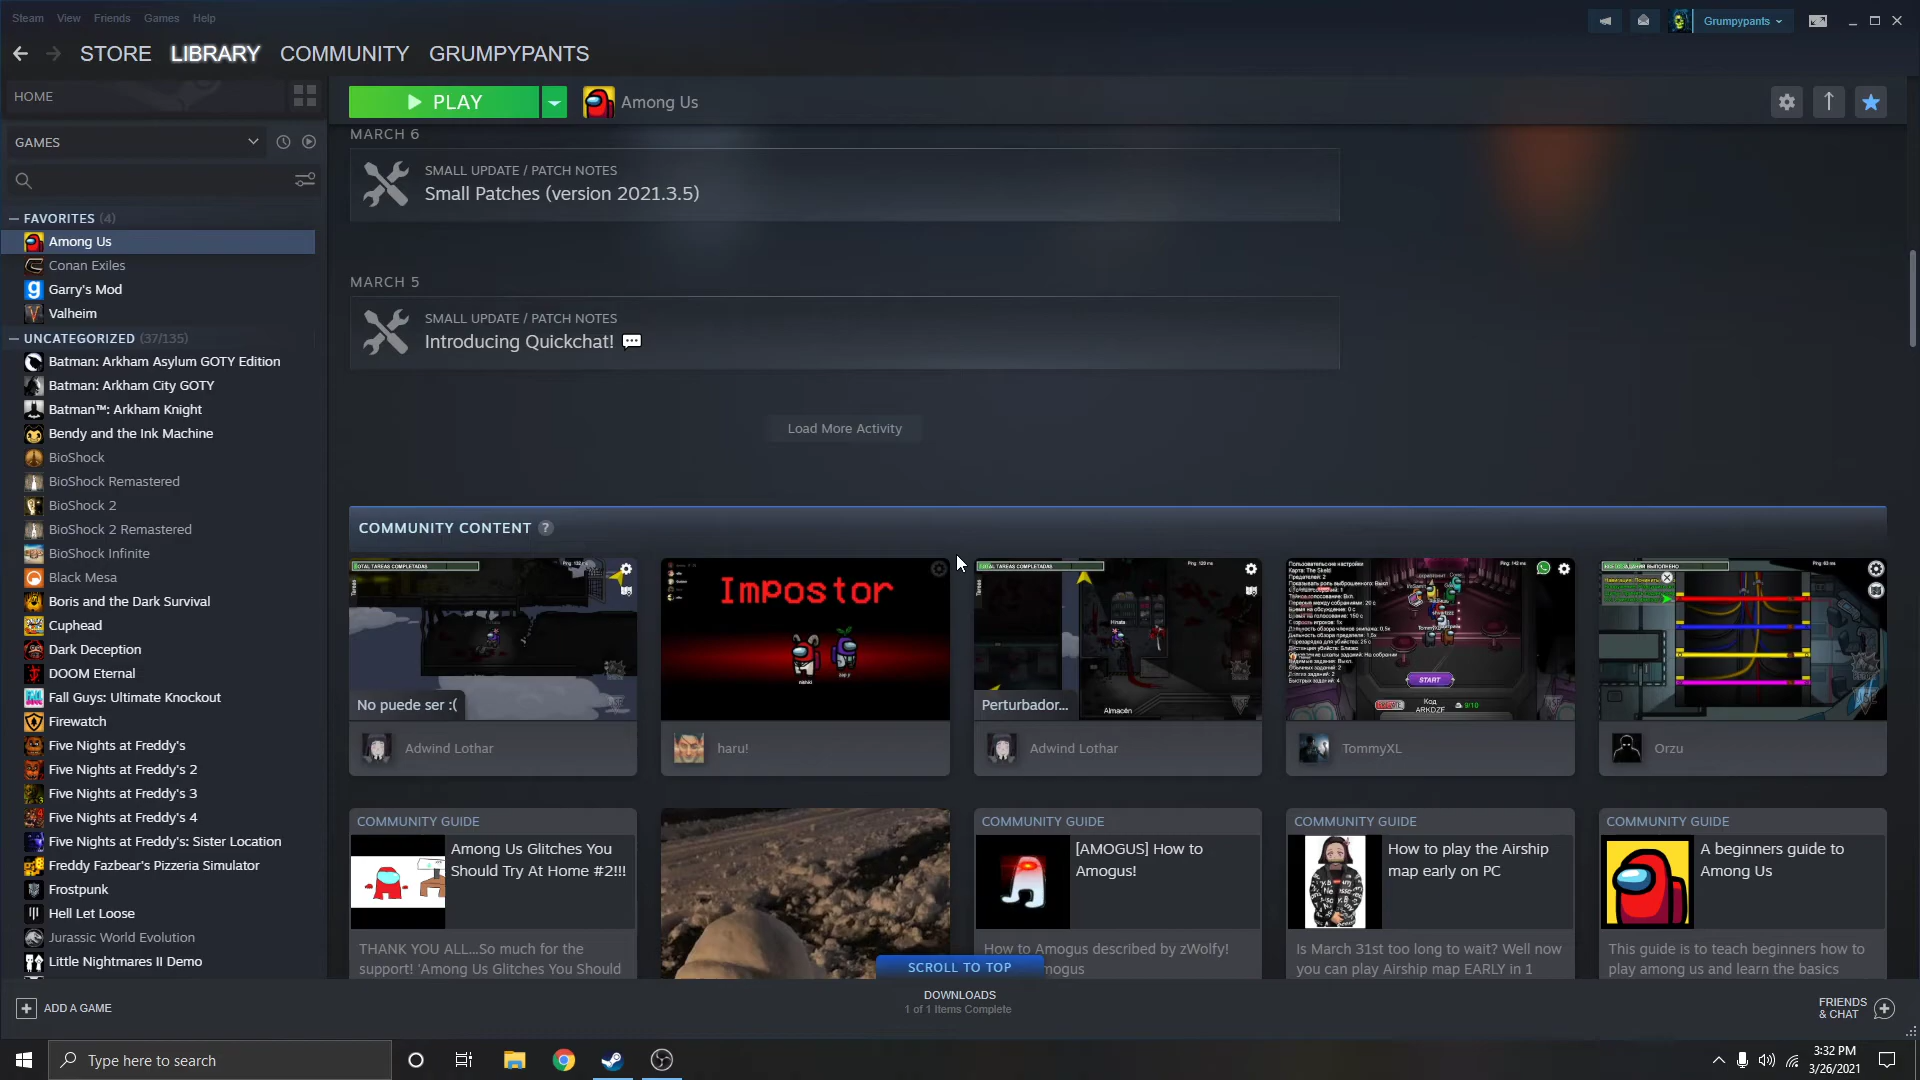 Steam View Friends Games Help
Grumpypants
STORE LIBRARY COMMUNITY GRUMPYPANTS
HOME
PLAY
Among Us
GAMES
FAVORITES (4)
Among Us
Conan Exiles
Garry's Mod
Valheim
UNCATEGORIZED (37/135)
Batman: Arkham Asylum GOTY Edition
Batman: Arkham City GOTY
Batman™: Arkham Knight
Bendy and the Ink Machine
BioShock
BioShock Remastered
BioShock 2
BioShock 2 Remastered
BioShock Infinite
Black Mesa
Boris and the Dark Survival
Cuphead
Dark Deception
DOOM Eternal
Fall Guys: Ultimate Knockout
Firewatch
Five Nights at Freddy's
Five Nights at Freddy's 2
Five Nights at Freddy's 3
Five Nights at Freddy's 4
Five Nights at Freddy's: Sister Location
Freddy Fazbear's Pizzeria Simulator
Frostpunk
Hell Let Loose
Jurassic World Evolution
Little Nightmares II Demo
MARCH 6
SMALL UPDATE / PATCH NOTES
Small Patches (version 2021.3.5)
MARCH 5
SMALL UPDATE / PATCH NOTES
Introducing Quickchat! 💬
Load More Activity
COMMUNITY CONTENT ?
TOTAL TAREAS COMPLETADAS
No puede ser :(
Adwind Lothar
Impostor
haru!
TOTAL TAREAS COMPLETADAS
Almacén
Perturbador...
Adwind Lothar
START
Код
ARKDZF
9/10
TommyXL
Orzu
COMMUNITY GUIDE
Among Us Glitches You
Should Try At Home #2!!!
THANK YOU ALL...So much for the
support! 'Among Us Glitches You Should
COMMUNITY GUIDE
[AMOGUS] How to
Amogus!
How to Amogus described by zWolfy!
mogus
COMMUNITY GUIDE
How to play the Airship
map early on PC
Is March 31st too long to wait? Well now
you can play Airship map EARLY in 1
COMMUNITY GUIDE
A beginners guide to
Among Us
This guide is to teach beginners how to
play among us and learn the basics
SCROLL TO TOP
ADD A GAME
DOWNLOADS
1 of 1 Items Complete
FRIENDS
& CHAT
Type here to search
3:32 PM
3/26/2021